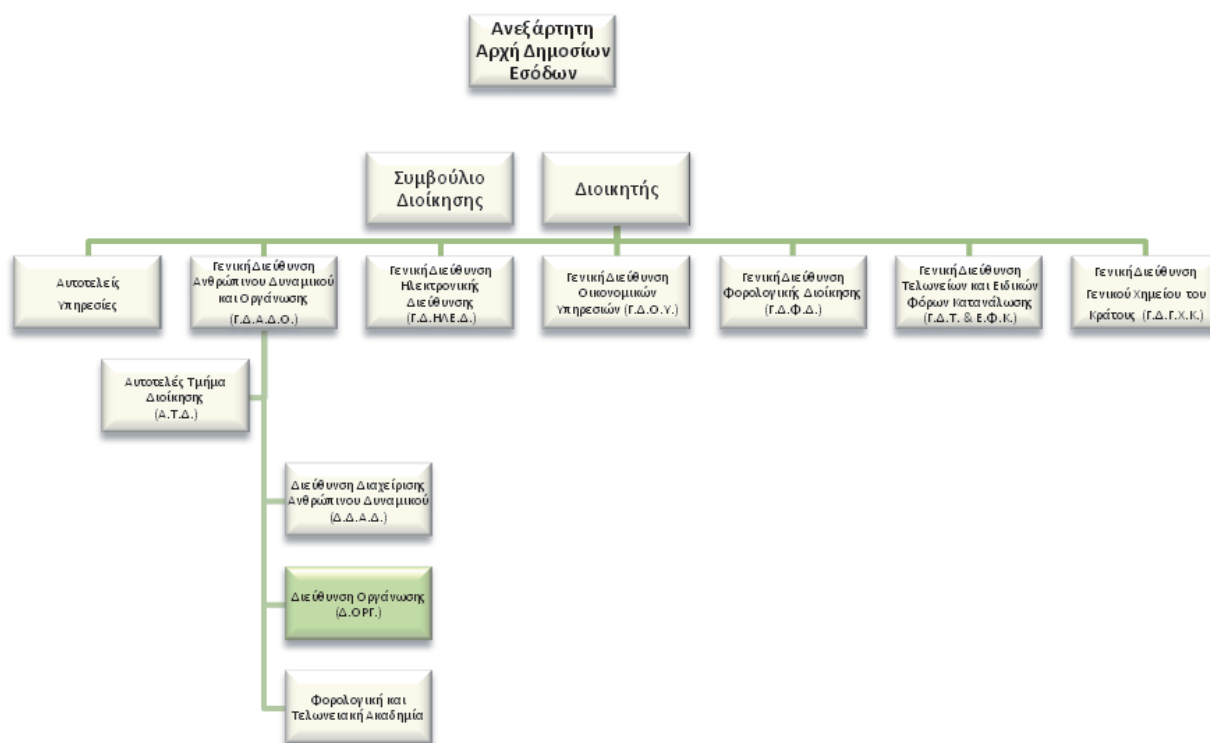 Ανεξάρτητη
Αρχή Δημοσίων
Εσόδων
Συμβούλιο
Διοίκησης
Διοικητής
Αυτοτελείς
Υπηρεσίες
Γενική Διεύθυνση
Ανθρώπινου Δυναμικού
και Οργάνωσης
(Γ.Δ.Α.Δ.Ο.)
Γενική Διεύθυνση
Ηλεκτρονικής
Διεύθυνσης
(Γ.Δ.ΗΛΕ.Δ.)
Γενική Διεύθυνση
Οικονομικών
Υπηρεσιών (Γ.Δ.Ο.Υ.)
Γενική Διεύθυνση
Φορολογικής Διοίκησης
(Γ.Δ.Φ.Δ.)
Γενική Διεύθυνση
Τελωνείων και Ειδικών
Φόρων Κατανάλωσης
(Γ.Δ.Τ. & Ε.Φ.Κ.)
Γενική Διεύθυνση
Γενικού Χημείου του
Κράτους (Γ.Δ.Γ.Χ.Κ.)
Αυτοτελές Τμήμα
Διοίκησης
(Α.Τ.Δ.)
Διεύθυνση Διαχείρισης
Ανθρώπινου Δυναμικού
(Δ.Δ.Α.Δ.)
Διεύθυνση Οργάνωσης
(Δ.ΟΡΓ.)
Φορολογική και
Τελωνειακή Ακαδημία